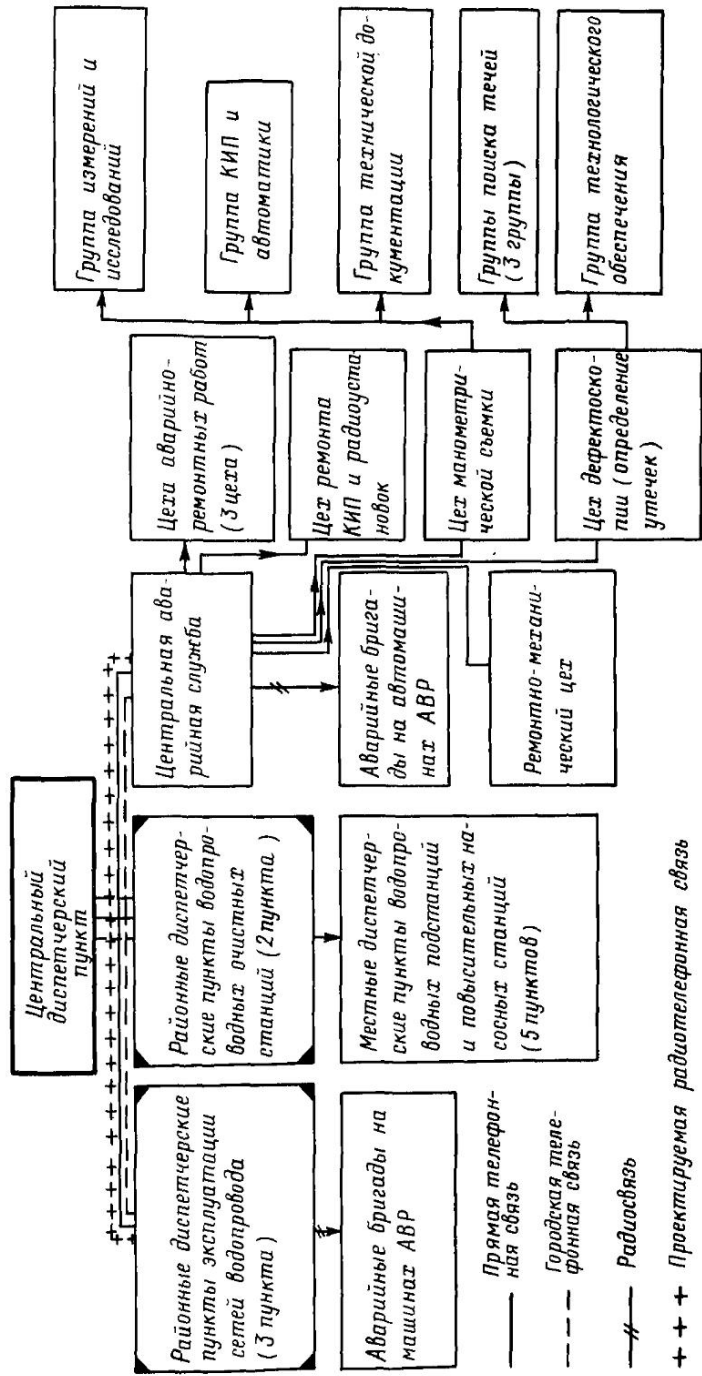 Центральный
диспетчерский
пункт
Районные диспетчерские
пункты эксплуатации
сетей водопровода
(3 пункта)
Районные диспетчер-
ские пункты водопро-
водных очистных
станций (2 пункта)
Центральная ава-
рийная служба
Цеха аварийно-
ремонтных работ
(3 цеха)
Группа измерений и
исследований
Аварийные бригады на
машинах АВР
Местные диспетчер-
ские пункты водопро-
водных подстанций
и повысительных на-
сосных станций
(5 пунктов)
Аварийные брига-
ды на автомаши-
нах АВР
Ремонтно-механи-
ческий цех
Цех ремонта
КИП и радиоуста-
новок
Цех манометри-
ческой съемки
Цех дефектоско-
пии (определение
утечек)
Группа КИП и
автоматики
Группа технической до-
кументации
Группы поиска течей
(3 группы)
Группа технологического
обеспечения
Прямая телефон-
ная связь
Городская теле-
фонная связь
Радиосвязь
+ + + Проектируемая радиотелефонная связь